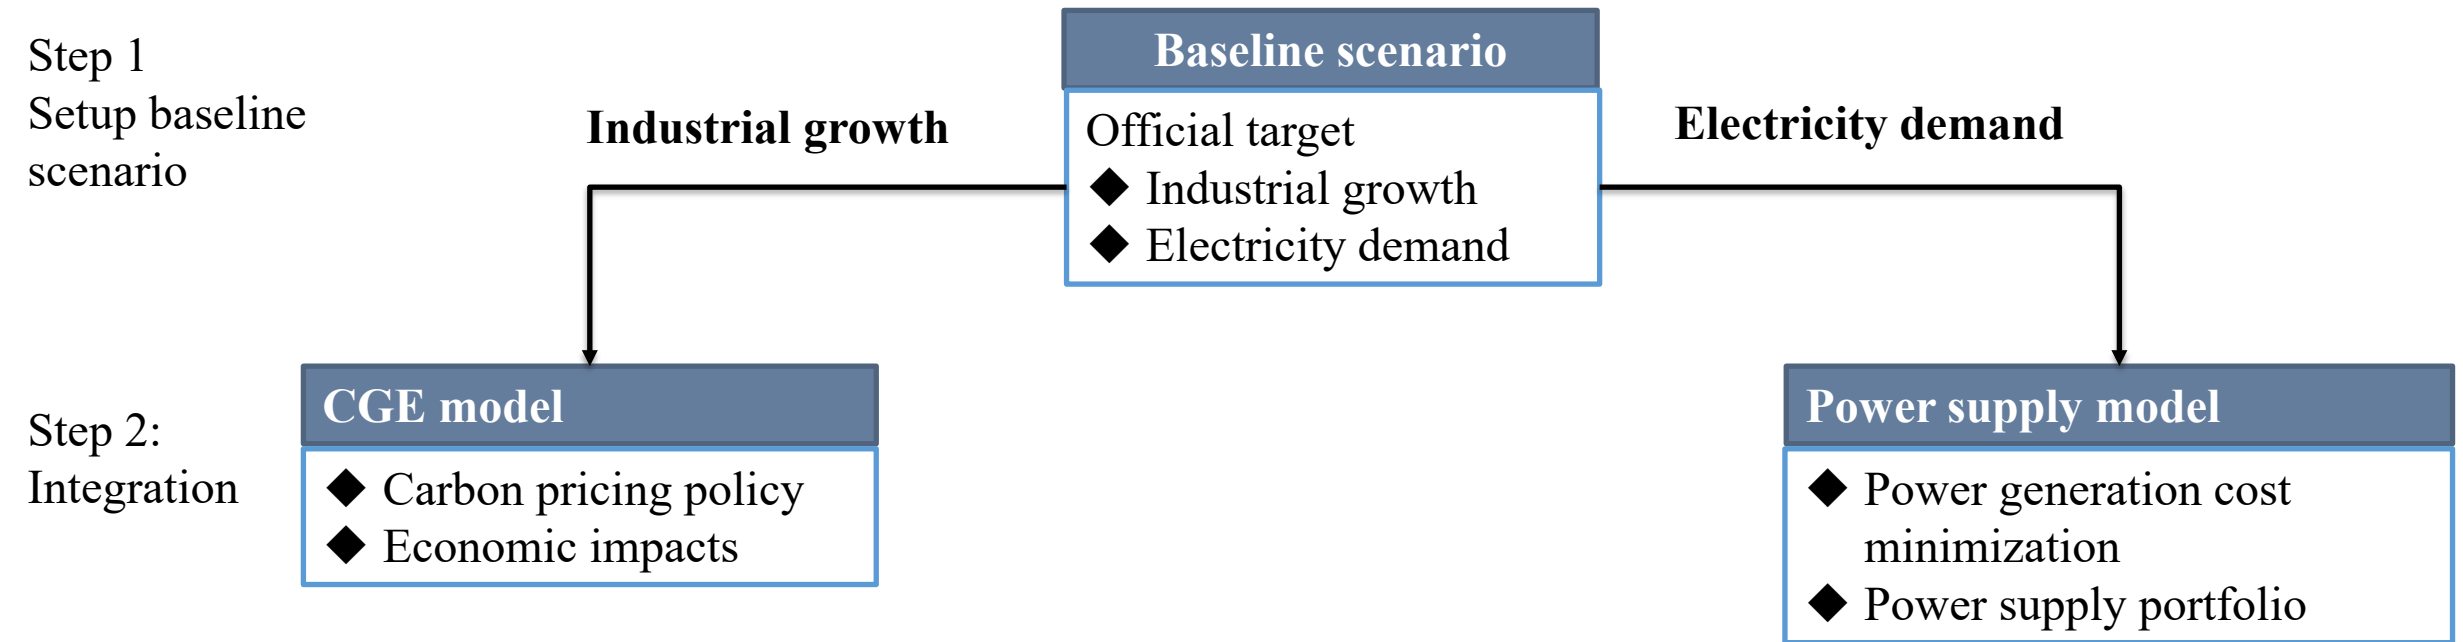 Step 1
Setup baseline
scenario
Baseline scenario
Official target
◆ Industrial growth
◆ Electricity demand
Industrial growth
Electricity demand
Step 2:
Integration
CGE model
◆ Carbon pricing policy
◆ Economic impacts
Power supply model
◆ Power generation cost
minimization
◆ Power supply portfolio